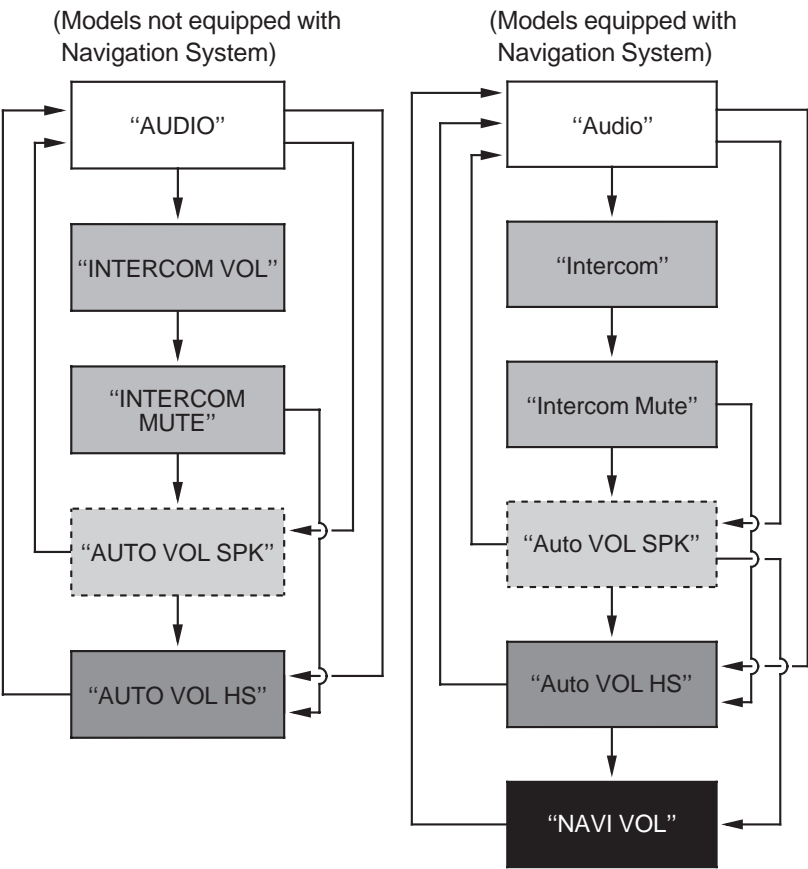 (Models not equipped with
Navigation System)
“AUDIO”
“INTERCOM VOL”
“INTERCOM
MUTE”
“AUTO VOL SPK”
“AUTO VOL HS”
(Models equipped with
Navigation System)
“Audio”
“Intercom”
“Intercom Mute”
“Auto VOL SPK”
“Auto VOL HS”
“NAVI VOL”